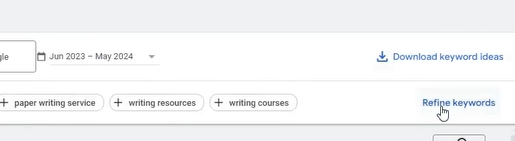 gle Jun 2023 – May 2024 Download keyword ideas
+ paper writing service + writing resources + writing courses Refine keywords